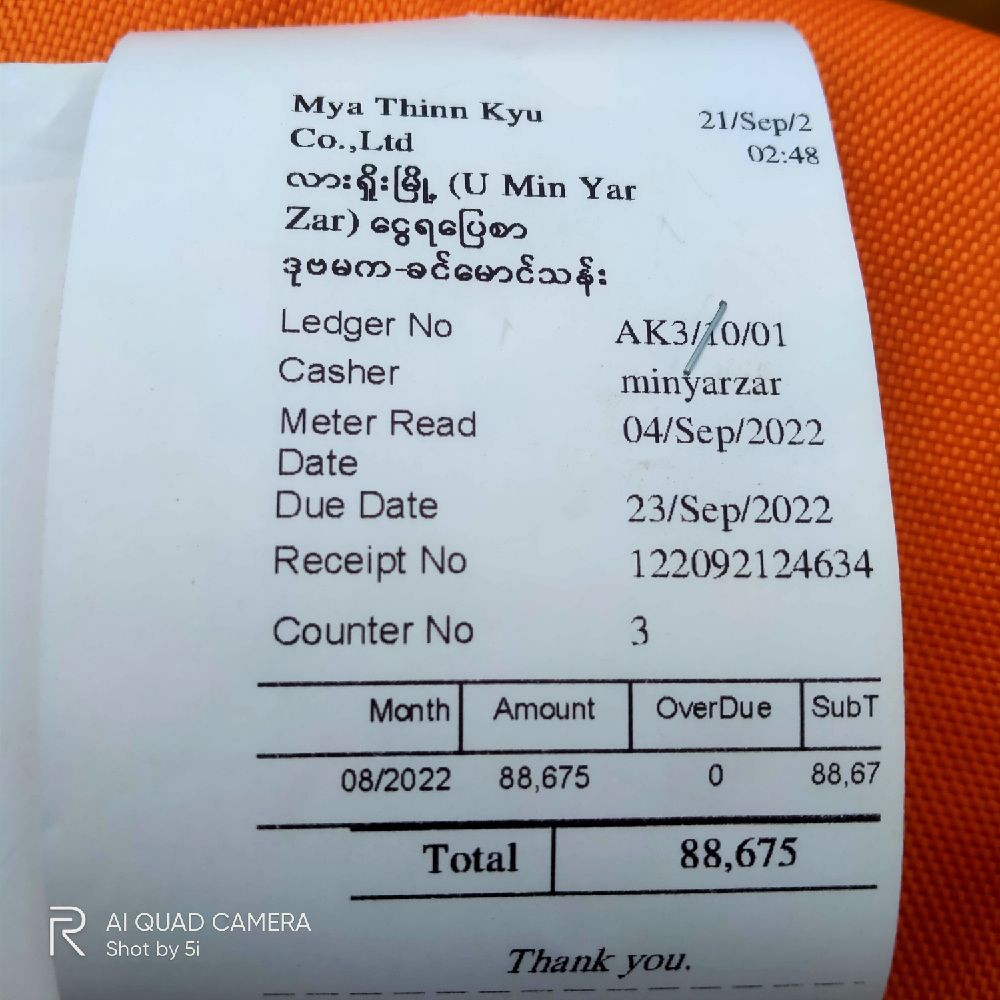 Mya Thinn Kyu
Co.,Ltd
21/Sep/2
02:48
လားရှိုးမြို့ (U Min Yar
Zar) ငွေရပြေစာ
ဒုဗမက-ခင်မောင်သန်း
Ledger No AK3/10/01
Casher minyarzar
Meter Read 04/Sep/2022
Date
Due Date 23/Sep/2022
Receipt No 122092124634
Counter No 3
Month Amount OverDue SubT
08/2022 88,675 0 88,67
Total 88,675
Thank you.
AI QUAD CAMERA
Shot by 5i